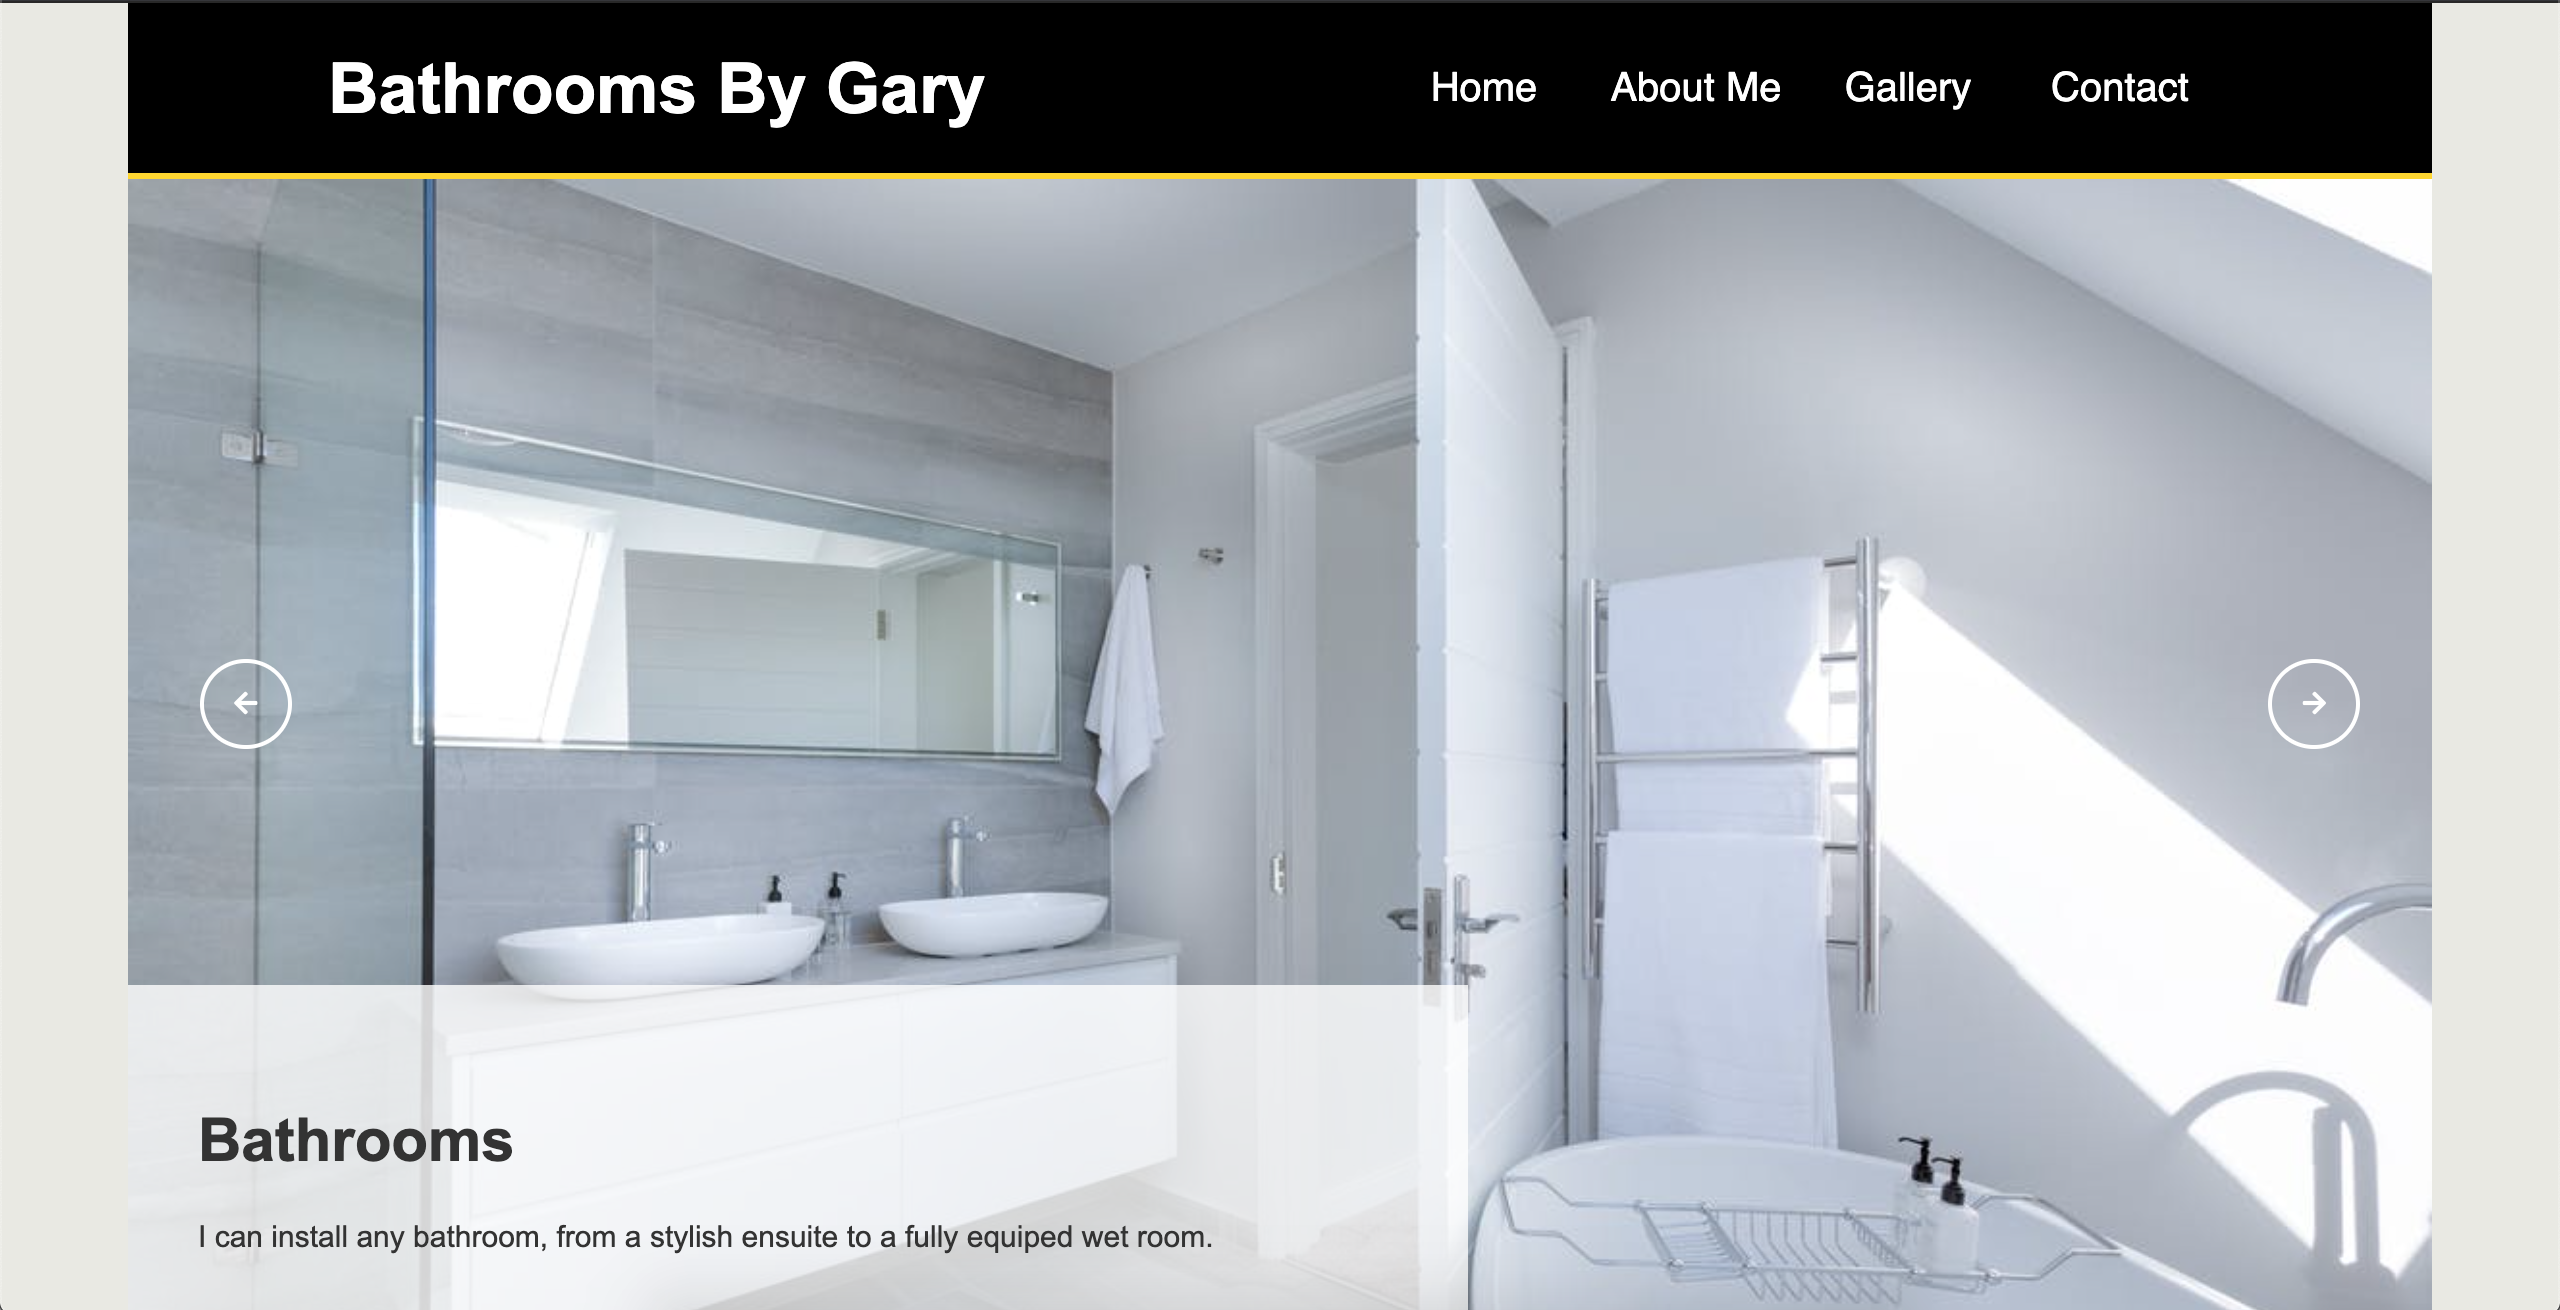 Bathrooms By Gary
Home About Me Gallery Contact
Bathrooms
I can install any bathroom, from a stylish ensuite to a fully equiped wet room.